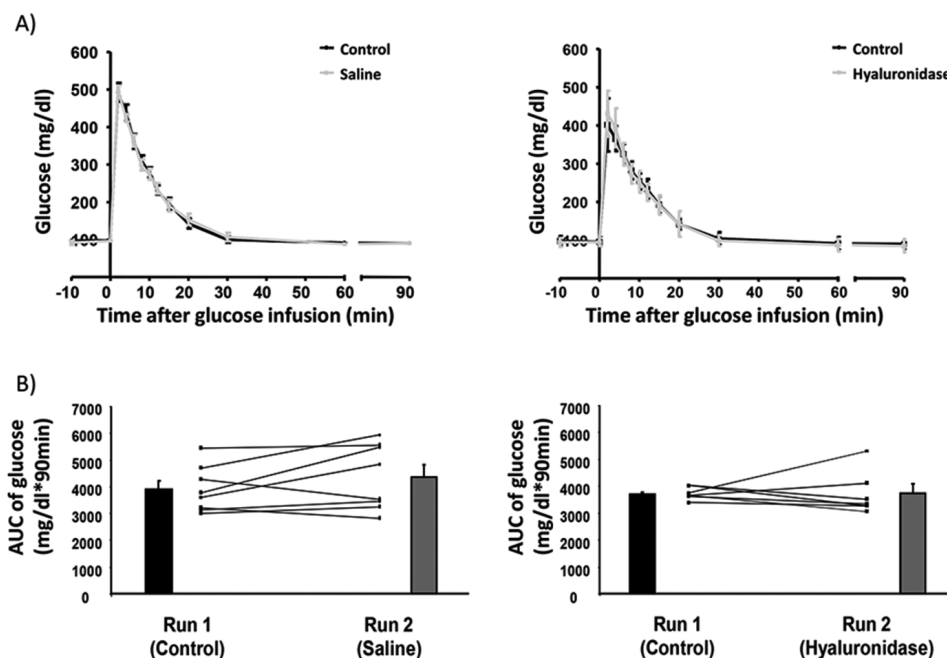 A)
600
500
400
300
200
100
Glucose (mg/dl)
Control
Saline
-10 0 10 20 30 40 50 60 90
Time after glucose infusion (min)
600
500
400
300
200
100
Glucose (mg/dl)
Control
Hyaluronidase
-10 0 10 20 30 40 50 60 90
Time after glucose infusion (min)
B)
7000
6000
5000
4000
3000
2000
1000
0
AUC of glucose
(mg/dl*90min)
Run 1
(Control)
Run 2
(Saline)
7000
6000
5000
4000
3000
2000
1000
0
AUC of glucose
(mg/dl*90min)
Run 1
(Control)
Run 2
(Hyaluronidase)